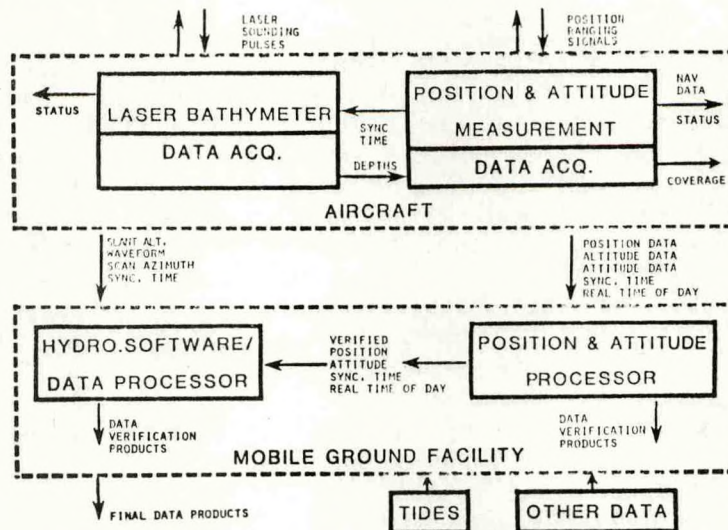 LASER
SOUNDING
PULSES
POSITION
RANGING
SIGNALS
STATUS
LASER BATHYMETER
DATA ACQ.
SYNC
TIME
DEPTHS
POSITION & ATTITUDE
MEASUREMENT
DATA ACQ.
NAV
DATA
STATUS
COVERAGE
AIRCRAFT
SLANT ALT.
WAVEFORM
SCAN AZIMUTH
SYNC. TIME
POSITION DATA
ALTITUDE DATA
ATTITUDE DATA
SYNC. TIME
REAL TIME OF DAY
HYDRO.SOFTWARE/
DATA PROCESSOR
VERIFIED
POSITION
ATTITUDE
SYNC. TIME
REAL TIME OF DAY
POSITION & ATTITUDE
PROCESSOR
DATA
VERIFICATION
PRODUCTS
DATA
VERIFICATION
PRODUCTS
MOBILE GROUND FACILITY
FINAL DATA PRODUCTS
TIDES
OTHER DATA